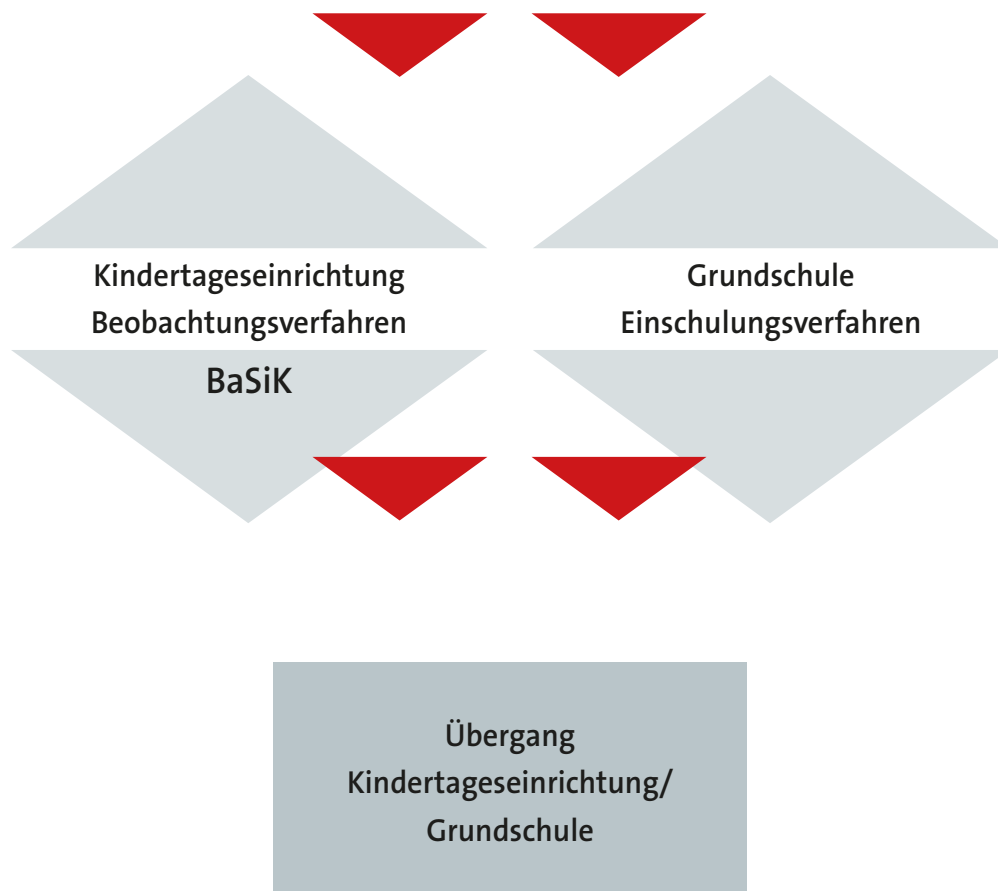 Kindertageseinrichtung
Beobachtungsverfahren
BaSiK
Grundschule
Einschulungsverfahren
Übergang
Kindertageseinrichtung/
Grundschule